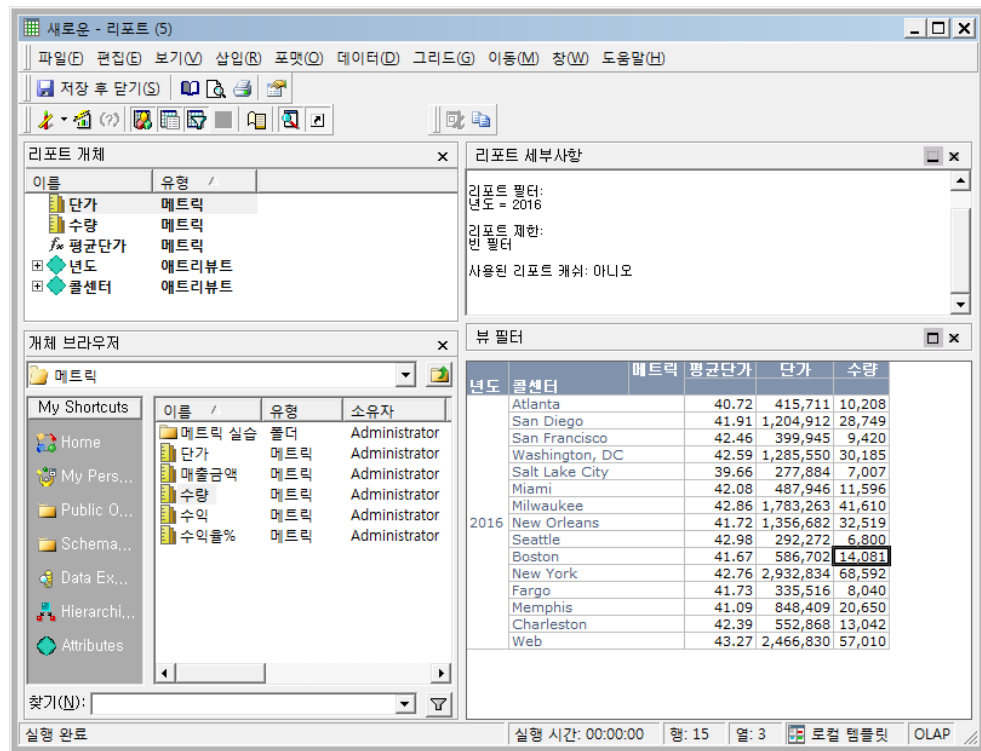 새로운 - 리포트 (5)
파일(F) 편집(E) 보기(V) 삽입(R) 포맷(O) 데이터(D) 그리드(G) 이동(M) 창(W) 도움말(H)
저장 후 닫기(S)
리포트 개체
이름 유형
단가 메트릭
수량 메트릭
fx 평균단가 메트릭
년도 애트리뷰트
콜센터 애트리뷰트
리포트 세부사항
리포트 필터:
년도 = 2016
리포트 제한:
빈 필터
사용된 리포트 캐쉬: 아니오
개체 브라우저
메트릭
My Shortcuts
Home
My Pers...
Public O...
Schema...
Data Ex...
Hierarchi...
Attributes
이름 유형 소유자
메트릭 실습 폴더 Administrator
단가 메트릭 Administrator
매출금액 메트릭 Administrator
수량 메트릭 Administrator
수익 메트릭 Administrator
수익율% 메트릭 Administrator
찾기(N):
뷰 필터
메트릭 평균단가 단가 수량
년도 콜센터
Atlanta 40.72 415,711 10,208
San Diego 41.91 1,204,912 28,749
San Francisco 42.46 399,945 9,420
Washington, DC 42.59 1,285,550 30,185
Salt Lake City 39.66 277,884 7,007
Miami 42.08 487,946 11,596
Milwaukee 42.86 1,783,263 41,610
2016 New Orleans 41.72 1,356,682 32,519
Seattle 42.98 292,272 6,800
Boston 41.67 586,702 14,081
New York 42.76 2,932,834 68,592
Fargo 41.73 335,516 8,040
Memphis 41.09 848,409 20,650
Charleston 42.39 552,868 13,042
Web 43.27 2,466,830 57,010
실행 완료 실행 시간: 00:00:00 행: 15 열: 3 로컬 템플릿 OLAP